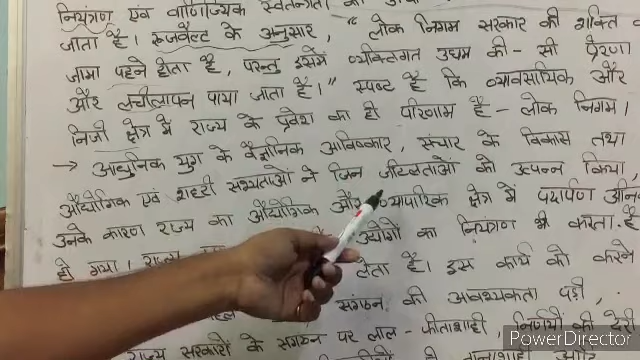 नियंत्रण एवं वाणिज्यिक स्वतन्त्रता
जाता है। रूजवेल्ट के अनुसार, " लोक निगम सरकार की शक्ति
जामा पहने होता है, परन्तु इसमें व्यक्तिगत उद्यम की - सी प्रेरणा
और लचीलापन पाया जाता है।" स्पष्ट है कि व्यवसायिक और
निजी क्षेत्र में राज्य के प्रवेश का ही परिणाम है - लोक निगम।
→ आधुनिक युग के वैज्ञानिक आविष्कार, संचार के विकास तथा
औद्योगिक एवं शहरी सभ्यताओं ने जिन जटिलताओं को उत्पन्न किया,
उनके कारण राज्य का औद्योगिक और व्यापारिक क्षेत्र में पदार्पण
हो गया। राज्य उद्योगों का नियंत्रण भी करता है
देता है। इस कार्य को करने
संगठन की आवश्यकता पड़ी,
राज्य सरकारों के संगठन पर लाल - फीताशाही, निर्णयों की देरी
PowerDirector